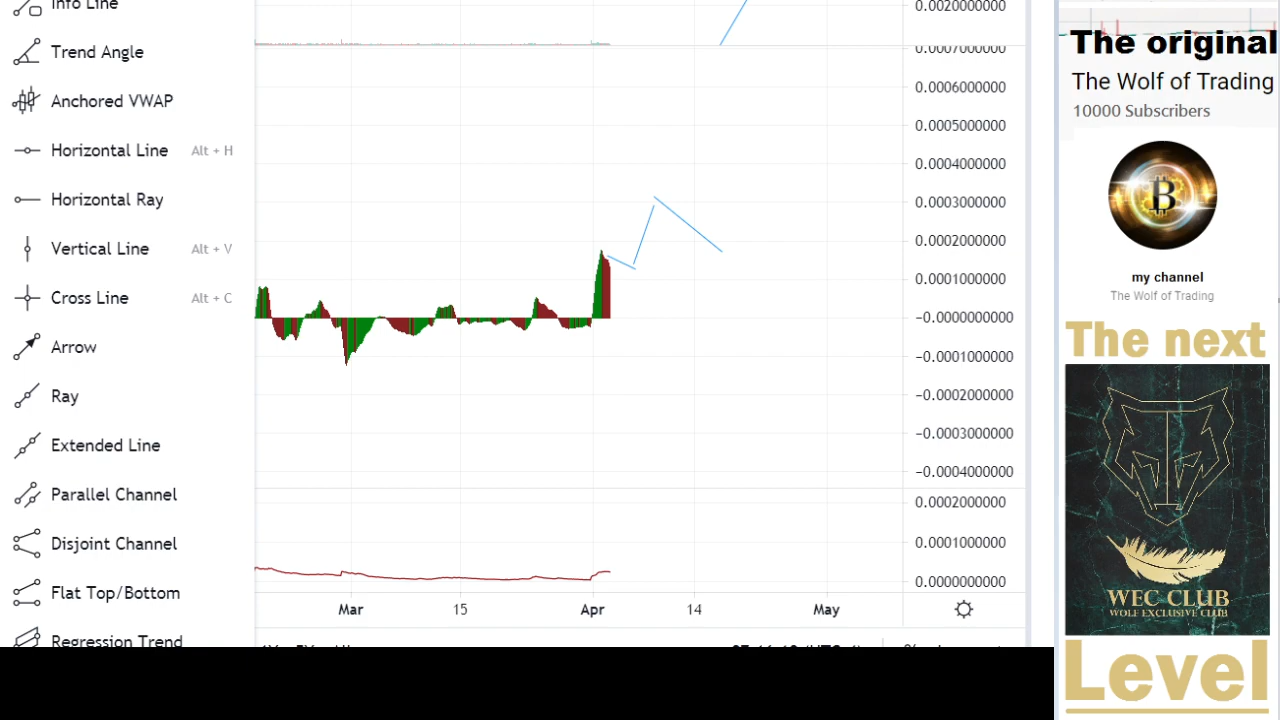 Info Line
Trend Angle
Anchored VWAP
Horizontal Line Alt + H
Horizontal Ray
Vertical Line Alt + V
Cross Line Alt + C
Arrow
Ray
Extended Line
Parallel Channel
Disjoint Channel
Flat Top/Bottom
Regression Trend
0.0020000000
0.0007000000
0.0006000000
0.0005000000
0.0004000000
0.0003000000
0.0002000000
0.0001000000
−0.0000000000
−0.0001000000
−0.0002000000
−0.0003000000
−0.0004000000
0.0002000000
0.0001000000
0.0000000000
Mar 15 Apr 14 May
The original
The Wolf of Trading
10000 Subscribers
B
my channel
The Wolf of Trading
The next
WEC CLUB
WOLF EXCLUSIVE CLUB
Level